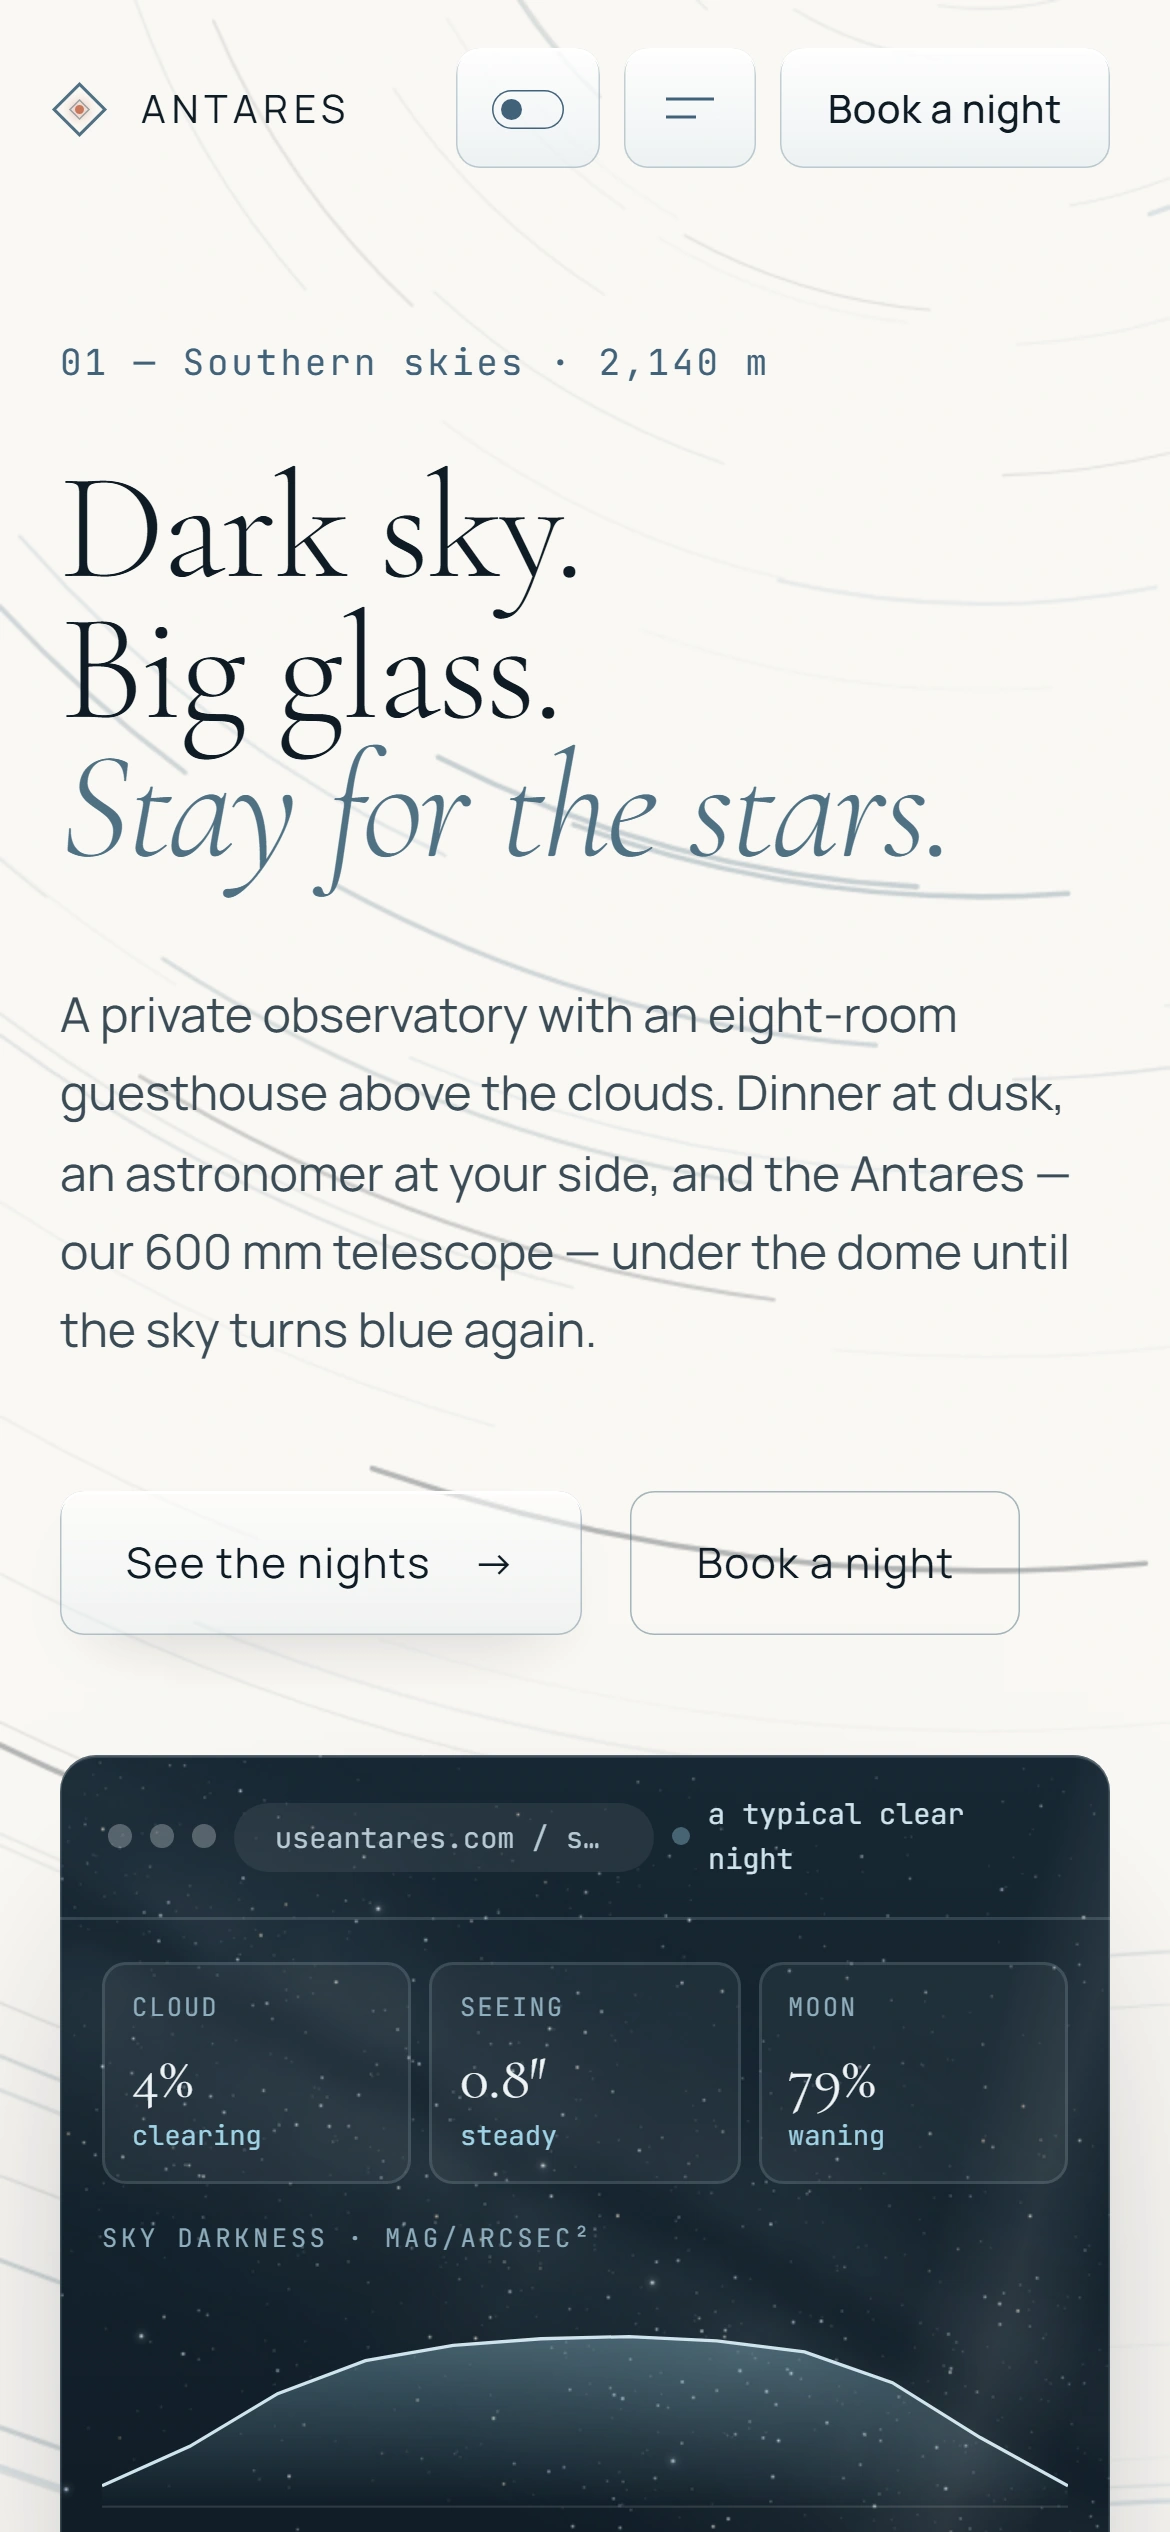 ANTARES
Book a night
01 — Southern skies · 2,140 m
Dark sky.
Big glass.
Stay for the stars.
A private observatory with an eight-room
guesthouse above the clouds. Dinner at dusk,
an astronomer at your side, and the Antares —
our 600 mm telescope — under the dome until
the sky turns blue again.
See the nights →
Book a night
useantares.com / s…
a typical clear
night
CLOUD
4%
clearing
SEEING
0.8″
steady
MOON
79%
waning
SKY DARKNESS · MAG/ARCSEC²